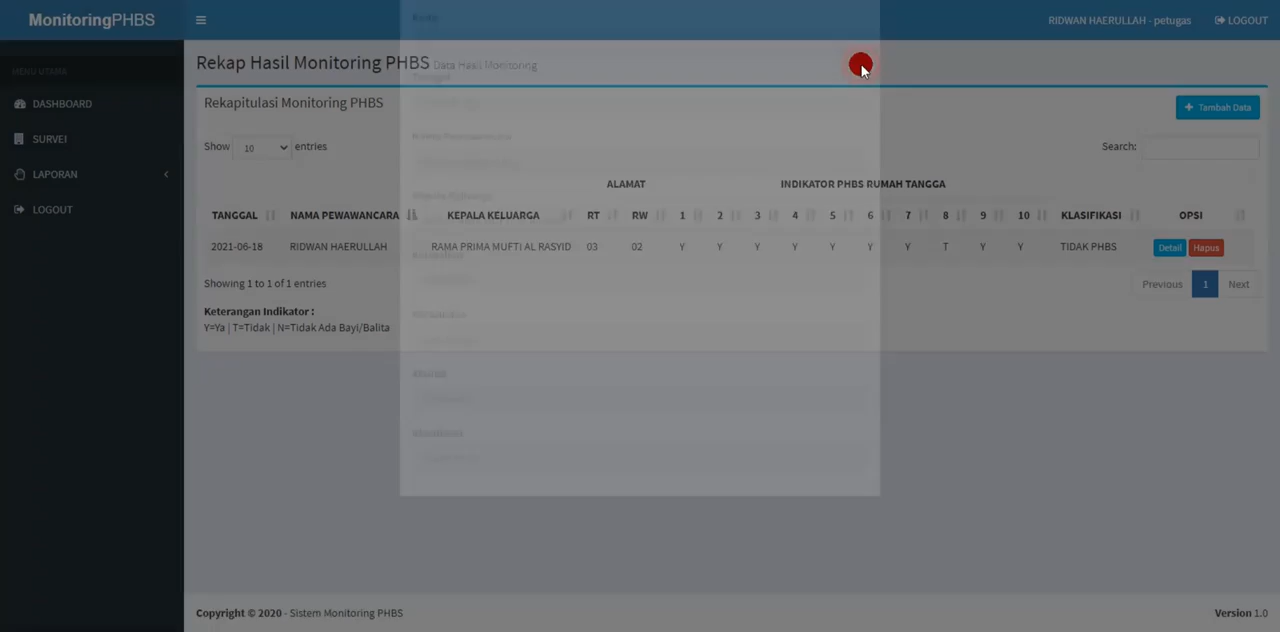 MonitoringPHBS
RIDWAN HAERULLAH - petugas
LOGOUT
MENU UTAMA
DASHBOARD
SURVEI
LAPORAN
LOGOUT
Rekap Hasil Monitoring PHBS Data Hasil Monitoring
Rekapitulasi Monitoring PHBS
Tambah Data
Show 10 entries
Search:
ALAMAT INDIKATOR PHBS RUMAH TANGGA
TANGGAL NAMA PEWAWANCARA KEPALA KELUARGA RT RW 1 2 3 4 5 6 7 8 9 10 KLASIFIKASI OPSI
2021-06-18 RIDWAN HAERULLAH RAMA PRIMA MUFTI AL RASYID 03 02 Y Y Y Y Y Y Y T Y Y TIDAK PHBS Detail Hapus
Showing 1 to 1 of 1 entries
Previous 1 Next
Keterangan Indikator :
Y=Ya | T=Tidak | N=Tidak Ada Bayi/Balita
Copyright © 2020 - Sistem Monitoring PHBS
Version 1.0